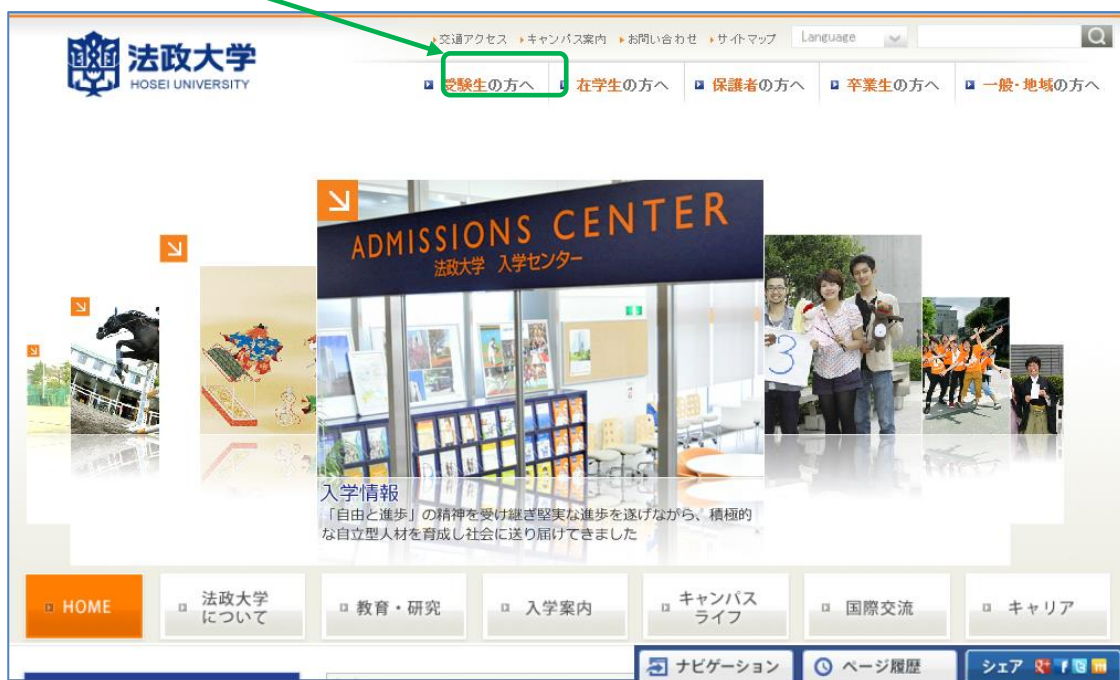 法政大学
HOSEI UNIVERSITY
交通アクセス キャンパス案内 お問い合わせ サイトマップ Language
受験生の方へ 在学生の方へ 保護者の方へ 卒業生の方へ 一般・地域の方へ
ADMISSIONS CENTER
法政大学 入学センター
3
入学情報
「自由と進歩」の精神を受け継ぎ堅実な進歩を遂げながら、積極的
な自立型人材を育成し社会に送り届けてきました
HOME
法政大学
について
教育・研究
入学案内
キャンパス
ライフ
国際交流
キャリア
ナビゲーション ページ履歴 シェア